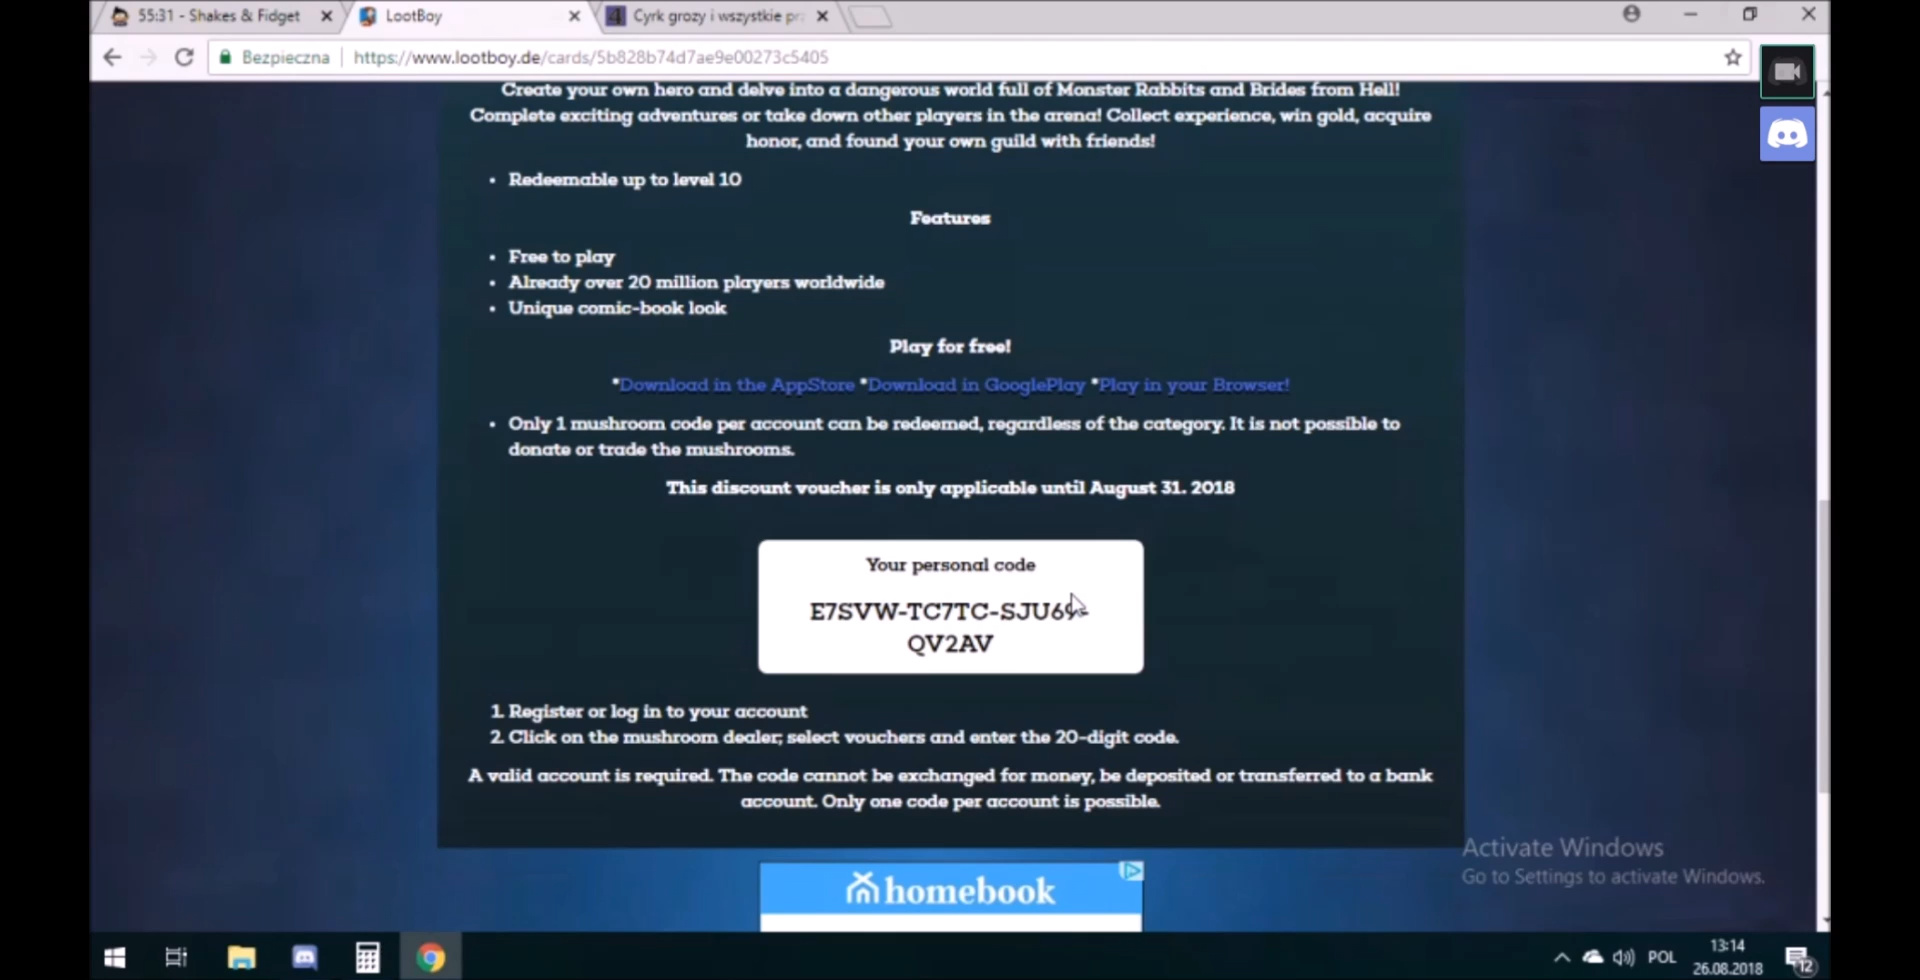 55:31 - Shakes & Fidget
LootBoy
Cyrk grozy i wszystkie prz
Bezpieczna
https://www.lootboy.de/cards/5b828b74d7ae9e00273c5405
Create your own hero and delve into a dangerous world full of Monster Rabbits and Brides from Hell!
Complete exciting adventures or take down other players in the arena! Collect experience, win gold, acquire
honor, and found your own guild with friends!
• Redeemable up to level 10
Features
• Free to play
• Already over 20 million players worldwide
• Unique comic-book look
Play for free!
*Download in the AppStore *Download in GooglePlay *Play in your Browser!
• Only 1 mushroom code per account can be redeemed, regardless of the category. It is not possible to
donate or trade the mushrooms.
This discount voucher is only applicable until August 31. 2018
Your personal code
E7SVW-TC7TC-SJU69-
QV2AV
1. Register or log in to your account
2. Click on the mushroom dealer; select vouchers and enter the 20-digit code.
A valid account is required. The code cannot be exchanged for money, be deposited or transferred to a bank
account. Only one code per account is possible.
Activate Windows
Go to Settings to activate Windows.
homebook
POL
13:14
26.08.2018
12